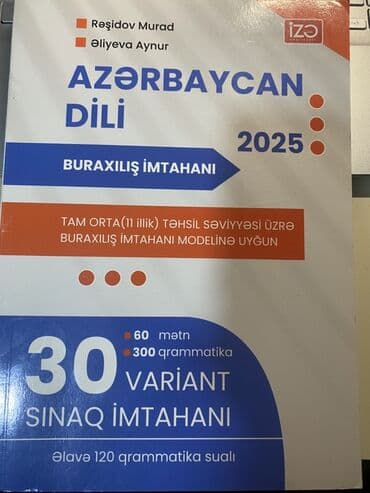 Rəşidov Murad
Əliyeva Aynur
izə
AZƏRBAYCAN
DİLİ
2025
BURAXILIŞ İMTAHANI
TAM ORTA(11 illik) TƏHSİL SƏVİYYƏSİ ÜZRƏ
BURAXILIŞ İMTAHANI MODELİNƏ UYĞUN
60 mətn
300 qrammatika
30 VARİANT
SINAQ İMTAHANI
Əlavə 120 qrammatika sualı